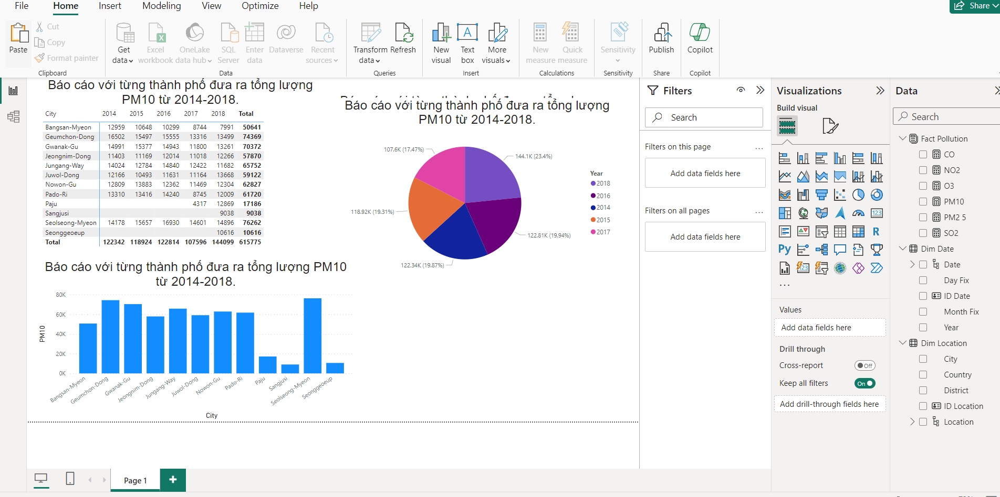 File Home Insert Modeling View Optimize Help
Share
Paste
Cut
Copy
Format painter
Clipboard
Get data
Excel workbook
OneLake data hub
SQL Server
Enter data
Dataverse
Recent sources
Data
Transform data
Refresh
Queries
New visual
Text box
More visuals
Insert
New measure
Quick measure
Calculations
Sensitivity
Sensitivity
Publish
Share
Copilot
Copilot
Báo cáo với từng thành phố đưa ra tổng lượng
PM10 từ 2014-2018.
City 2014 2015 2016 2017 2018 Total
Bangsan-Myeon 12959 10648 10299 8744 7991 50641
Geumchon-Dong 16502 15497 15555 13316 13499 74369
Gwanak-Gu 14991 15377 14943 11800 13261 70372
Jeongnim-Dong 11403 11169 12014 11018 12266 57870
Jungang-Way 14024 12784 14840 12422 11682 65752
Juwol-Dong 12166 10493 11631 11164 13668 59122
Nowon-Gu 12809 13883 12362 11469 12304 62827
Pado-Ri 13310 13416 14240 8745 12009 61720
Paju 4317 12869 17186
Sangjusi 9038 9038
Seolseong-Myeon 14178 15657 16930 14601 14896 76262
Seonggeoeup 10616 10616
Total 122342 118924 122814 107596 144099 615775
Báo cáo với từng thành phố đưa ra tổng lượng PM10
từ 2014-2018.
80K
60K
40K
20K
0K
PM10
Bangsan-Myeon
Geumchon-Dong
Gwanak-Gu
Jeongnim-Dong
Jungang-Way
Juwol-Dong
Nowon-Gu
Pado-Ri
Paju
Sangjusi
Seolseong-Myeon
Seonggeoeup
City
Báo cáo với từng thành phố đưa ra tổng lượng
PM10 từ 2014-2018.
107.6K (17.47%)
144.1K (23.4%)
118.92K (19.31%)
122.81K (19.94%)
122.34K (19.87%)
Year
2018
2016
2014
2015
2017
Page 1
Filters
Search
Filters on this page
Add data fields here
Filters on all pages
Add data fields here
Visualizations
Build visual
123
R
Py
123
Values
Add data fields here
Drill through
Cross-report Off
Keep all filters On
Add drill-through fields here
Data
Search
Fact Pollution
CO
NO2
O3
PM10
PM2 5
SO2
Dim Date
Date
Day Fix
ID Date
Month Fix
Year
Dim Location
City
Country
District
ID Location
Location